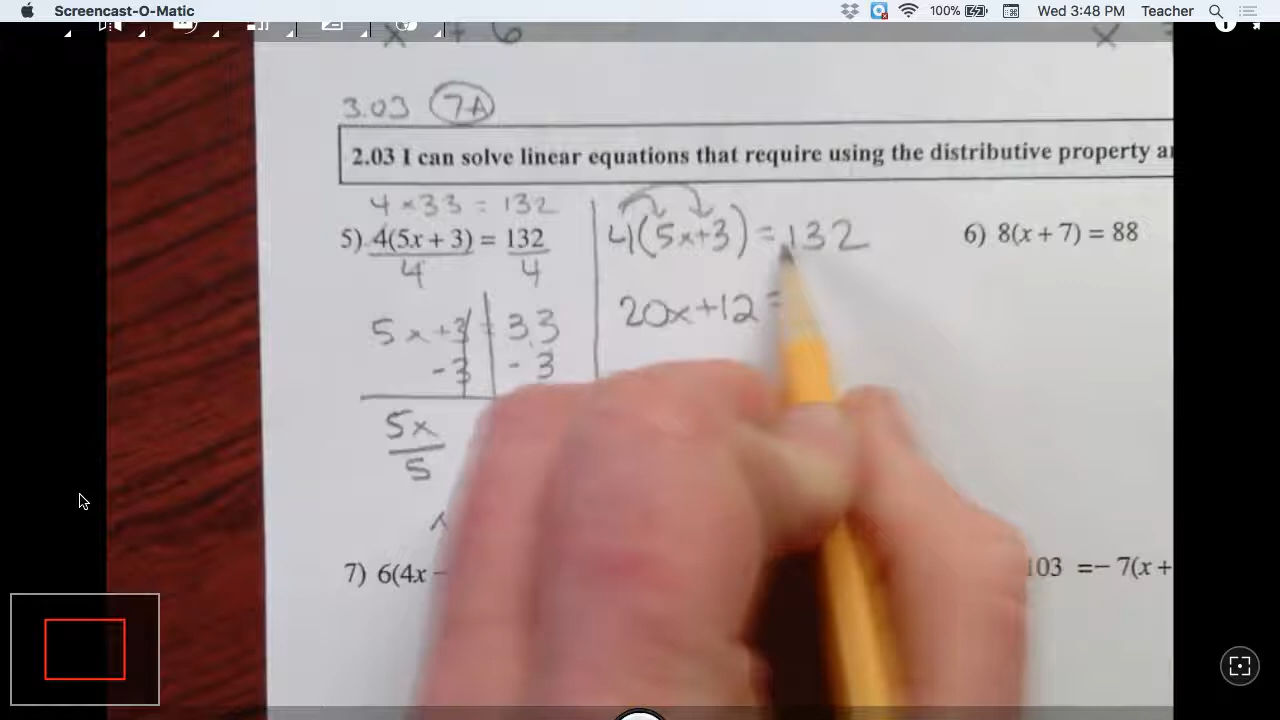 Screencast-O-Matic 100% Wed 3:48 PM Teacher
x + 6
x
3.03 7A
2.03 I can solve linear equations that require using the distributive property
4 × 33 = 132
5) 4(5x + 3) = 132
4 4
5x + 3 = 33
- 3 - 3
5x
5
4(5x+3) = 132
20x+12 =
6) 8(x + 7) = 88
7) 6(4x −
103 =− 7(x +